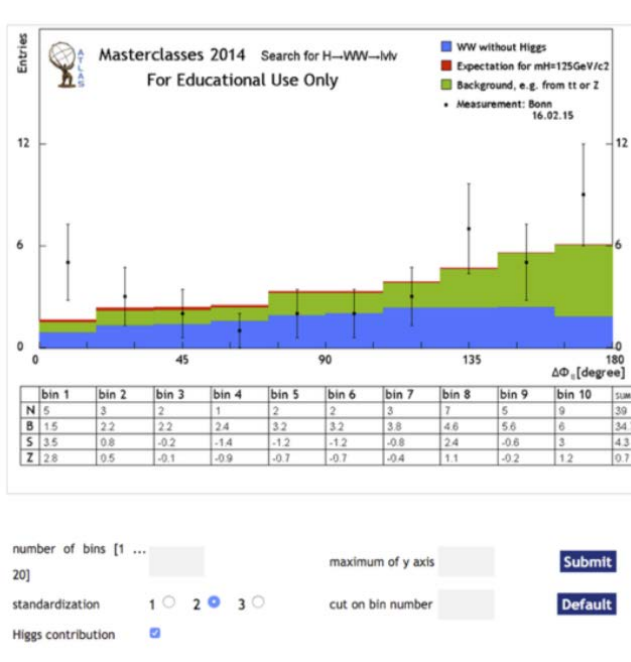 Entries
ATLAS
Masterclasses 2014 Search for H→WW→lvlv
For Educational Use Only
WW without Higgs
Expectation for mH=125GeV/c2
Background, e.g. from tt or Z
Measurement: Bonn
16.02.15
12 12
6 6
0 0
0 45 90 135 180
ΔΦ ll [degree]
bin 1 bin 2 bin 3 bin 4 bin 5 bin 6 bin 7 bin 8 bin 9 bin 10 SUM
N 5 3 2 1 2 2 3 7 5 9 39
B 1.5 2.2 2.2 2.4 3.2 3.2 3.8 4.6 5.6 6 34.
S 3.5 0.8 -0.2 -1.4 -1.2 -1.2 -0.8 2.4 -0.6 3 4.3
Z 2.8 0.5 -0.1 -0.9 -0.7 -0.7 -0.4 1.1 -0.2 1.2 0.7
number of bins [1 ...
20]
maximum of y axis Submit
standardization 1 2 3 cut on bin number Default
Higgs contribution